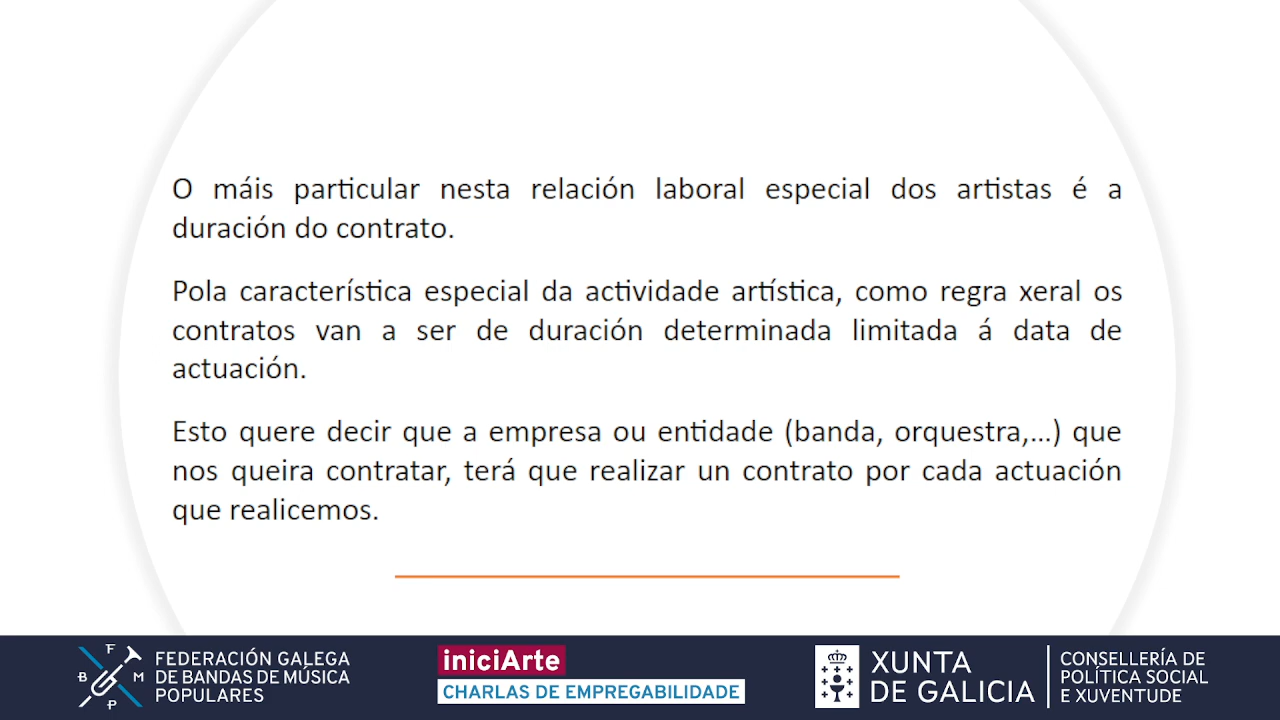 O máis particular nesta relación laboral especial dos artistas é a
duración do contrato.
Pola característica especial da actividade artística, como regra xeral os
contratos van a ser de duración determinada limitada á data de
actuación.
Esto quere decir que a empresa ou entidade (banda, orquestra,...) que
nos queira contratar, terá que realizar un contrato por cada actuación
que realicemos.
F
B
M
P
FEDERACIÓN GALEGA
DE BANDAS DE MÚSICA
POPULARES
iniciArte
CHARLAS DE EMPREGABILIDADE
XUNTA
DE GALICIA
CONSELLERÍA DE
POLÍTICA SOCIAL
E XUVENTUDE